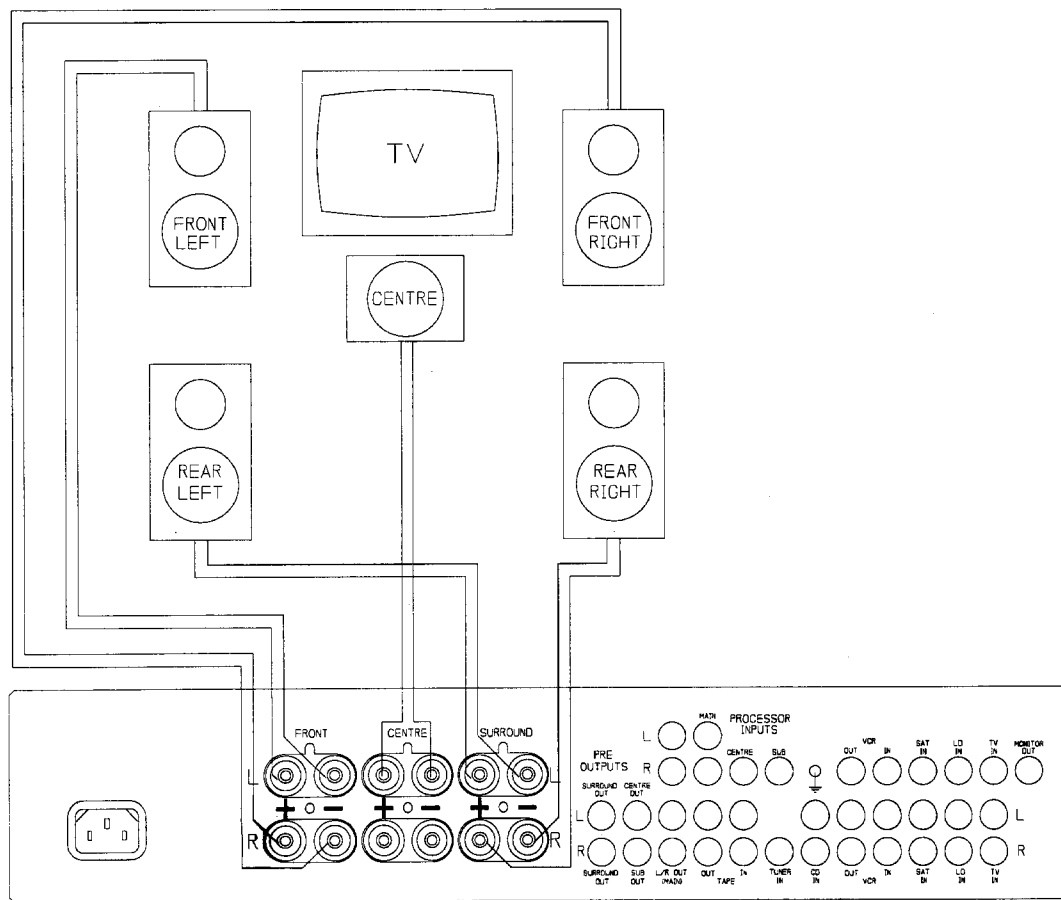 TV
FRONT
LEFT
FRONT
RIGHT
CENTRE
REAR
LEFT
REAR
RIGHT
FRONT
CENTRE
SURROUND
L
L
R
R
+ - + - + -
MAIN
PROCESSOR
INPUTS
L
R
CENTRE
SUB
PRE
OUTPUTS
SURROUND
OUT
CENTRE
OUT
VCR
OUT
IN
SAT
IN
LD
IN
TV
IN
MONITOR
OUT
L
L
R
R
SURROUND
OUT
SUB
OUT
L/R OUT
(MAIN)
OUT
IN
TAPE
TUNER
IN
CD
IN
OUT
IN
VCR
SAT
IN
LD
IN
TV
IN